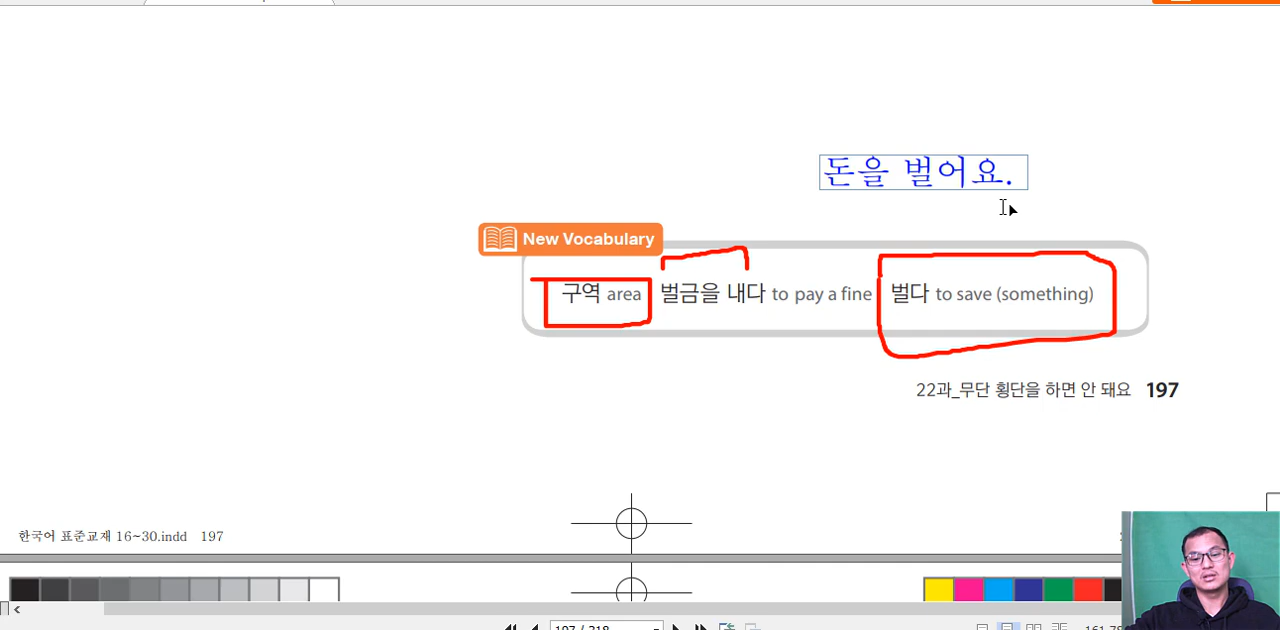 돈을 벌어요.
New Vocabulary
구역 area 벌금을 내다 to pay a fine 벌다 to save (something)
22과_무단 횡단을 하면 안 돼요 197
한국어 표준교재 16~30.indd 197
197 / 318